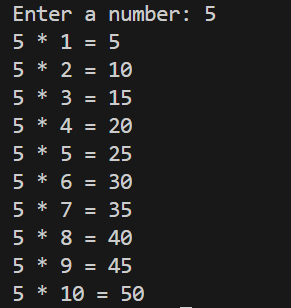 Enter a number: 5
5 * 1 = 5
5 * 2 = 10
5 * 3 = 15
5 * 4 = 20
5 * 5 = 25
5 * 6 = 30
5 * 7 = 35
5 * 8 = 40
5 * 9 = 45
5 * 10 = 50